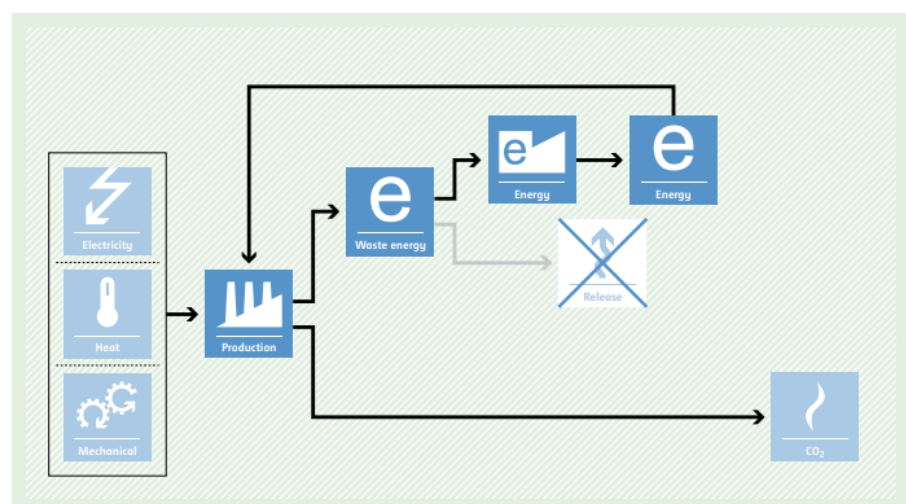 Electricity
Heat
Mechanical
Production
e
Waste energy
e
Energy
e
Energy
Release
CO₂